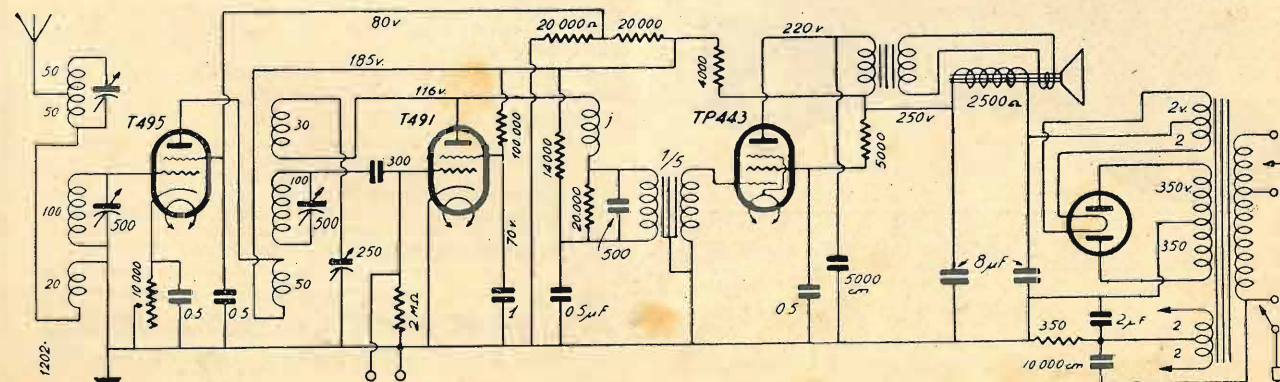 80v
20 000 Ω
20 000
220v
50
50
185v.
4000
2500 Ω
250v
2v.
2
T495
116v.
T491
TP443
30
100 000
14000
j
1/5
5000
350v.
350
100
500
300
100
500
20 000
500
70v
250
20
10 000
0.5
0.5
50
2 MΩ
1
0.5 µF
0.5
5000
cm
8 µF
2 µF
350
2
2
10 000 cm
1202.